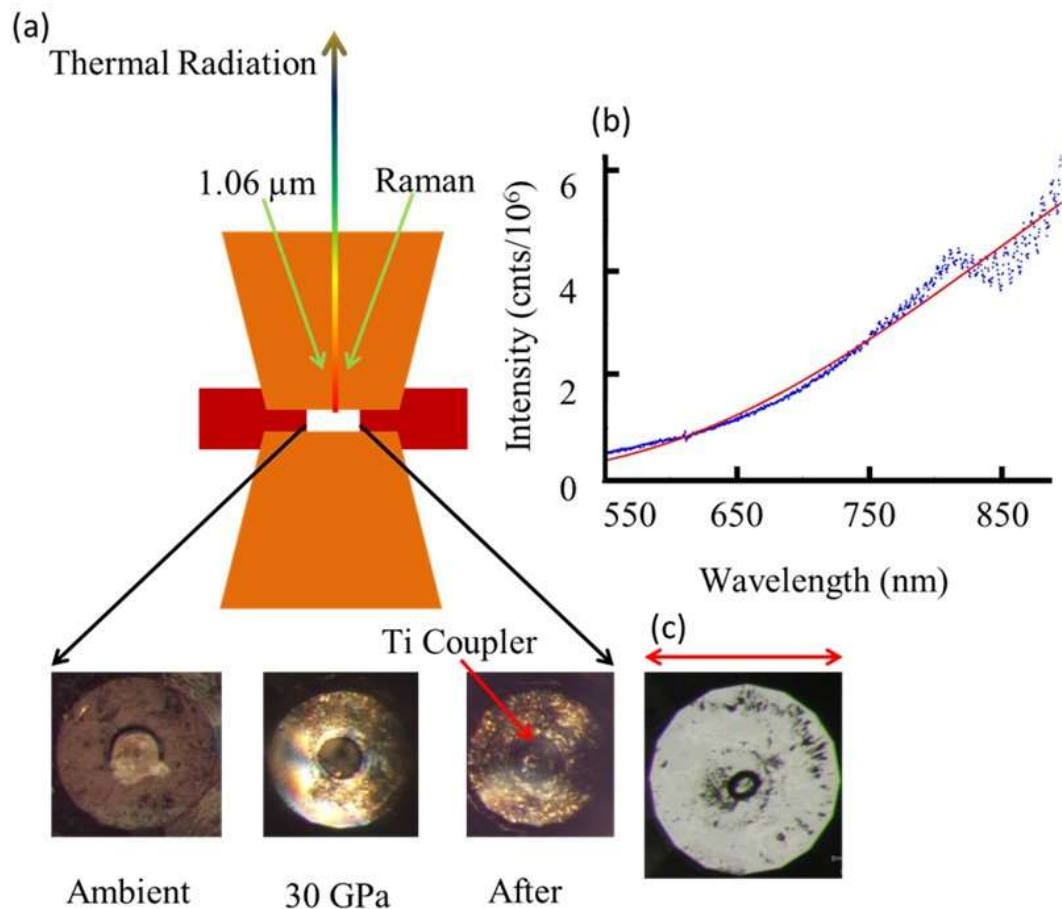 (a)
Thermal Radiation
1.06 µm
Raman
(b)
Intensity (cnts/10⁶)
6
4
2
0
550
650
750
850
Wavelength (nm)
Ti Coupler
(c)
Ambient
30 GPa
After